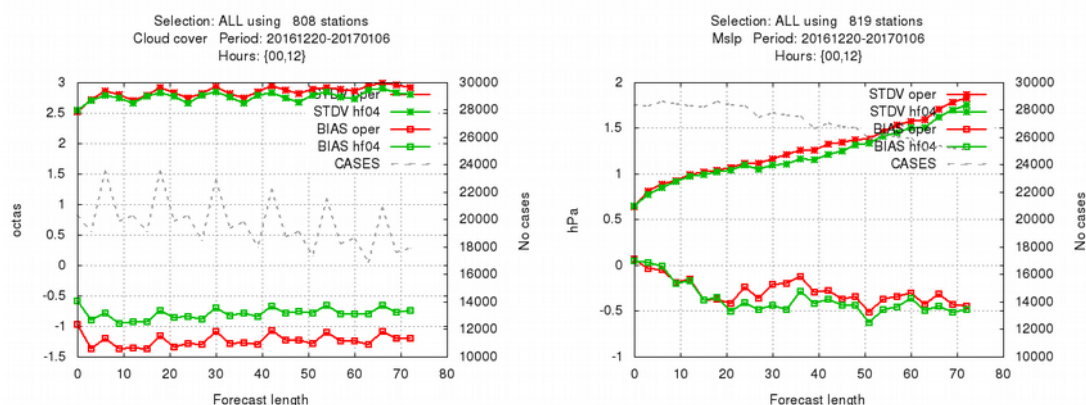 Selection: ALL using 808 stations
Cloud cover Period: 20161220-20170106
Hours: {00,12}
3
2.5
2
1.5
1
0.5
0
-0.5
-1
-1.5
octas
30000
28000
26000
24000
22000
20000
18000
16000
14000
12000
10000
No cases
STDV oper
STDV hf04
BIAS oper
BIAS hf04
CASES
0 10 20 30 40 50 60 70 80
Forecast length
Selection: ALL using 819 stations
Mslp Period: 20161220-20170106
Hours: {00,12}
2
1.5
1
0.5
0
-0.5
-1
hPa
30000
28000
26000
24000
22000
20000
18000
16000
14000
12000
10000
No cases
STDV oper
STDV hf04
BIAS oper
BIAS hf04
CASES
0 10 20 30 40 50 60 70 80
Forecast length